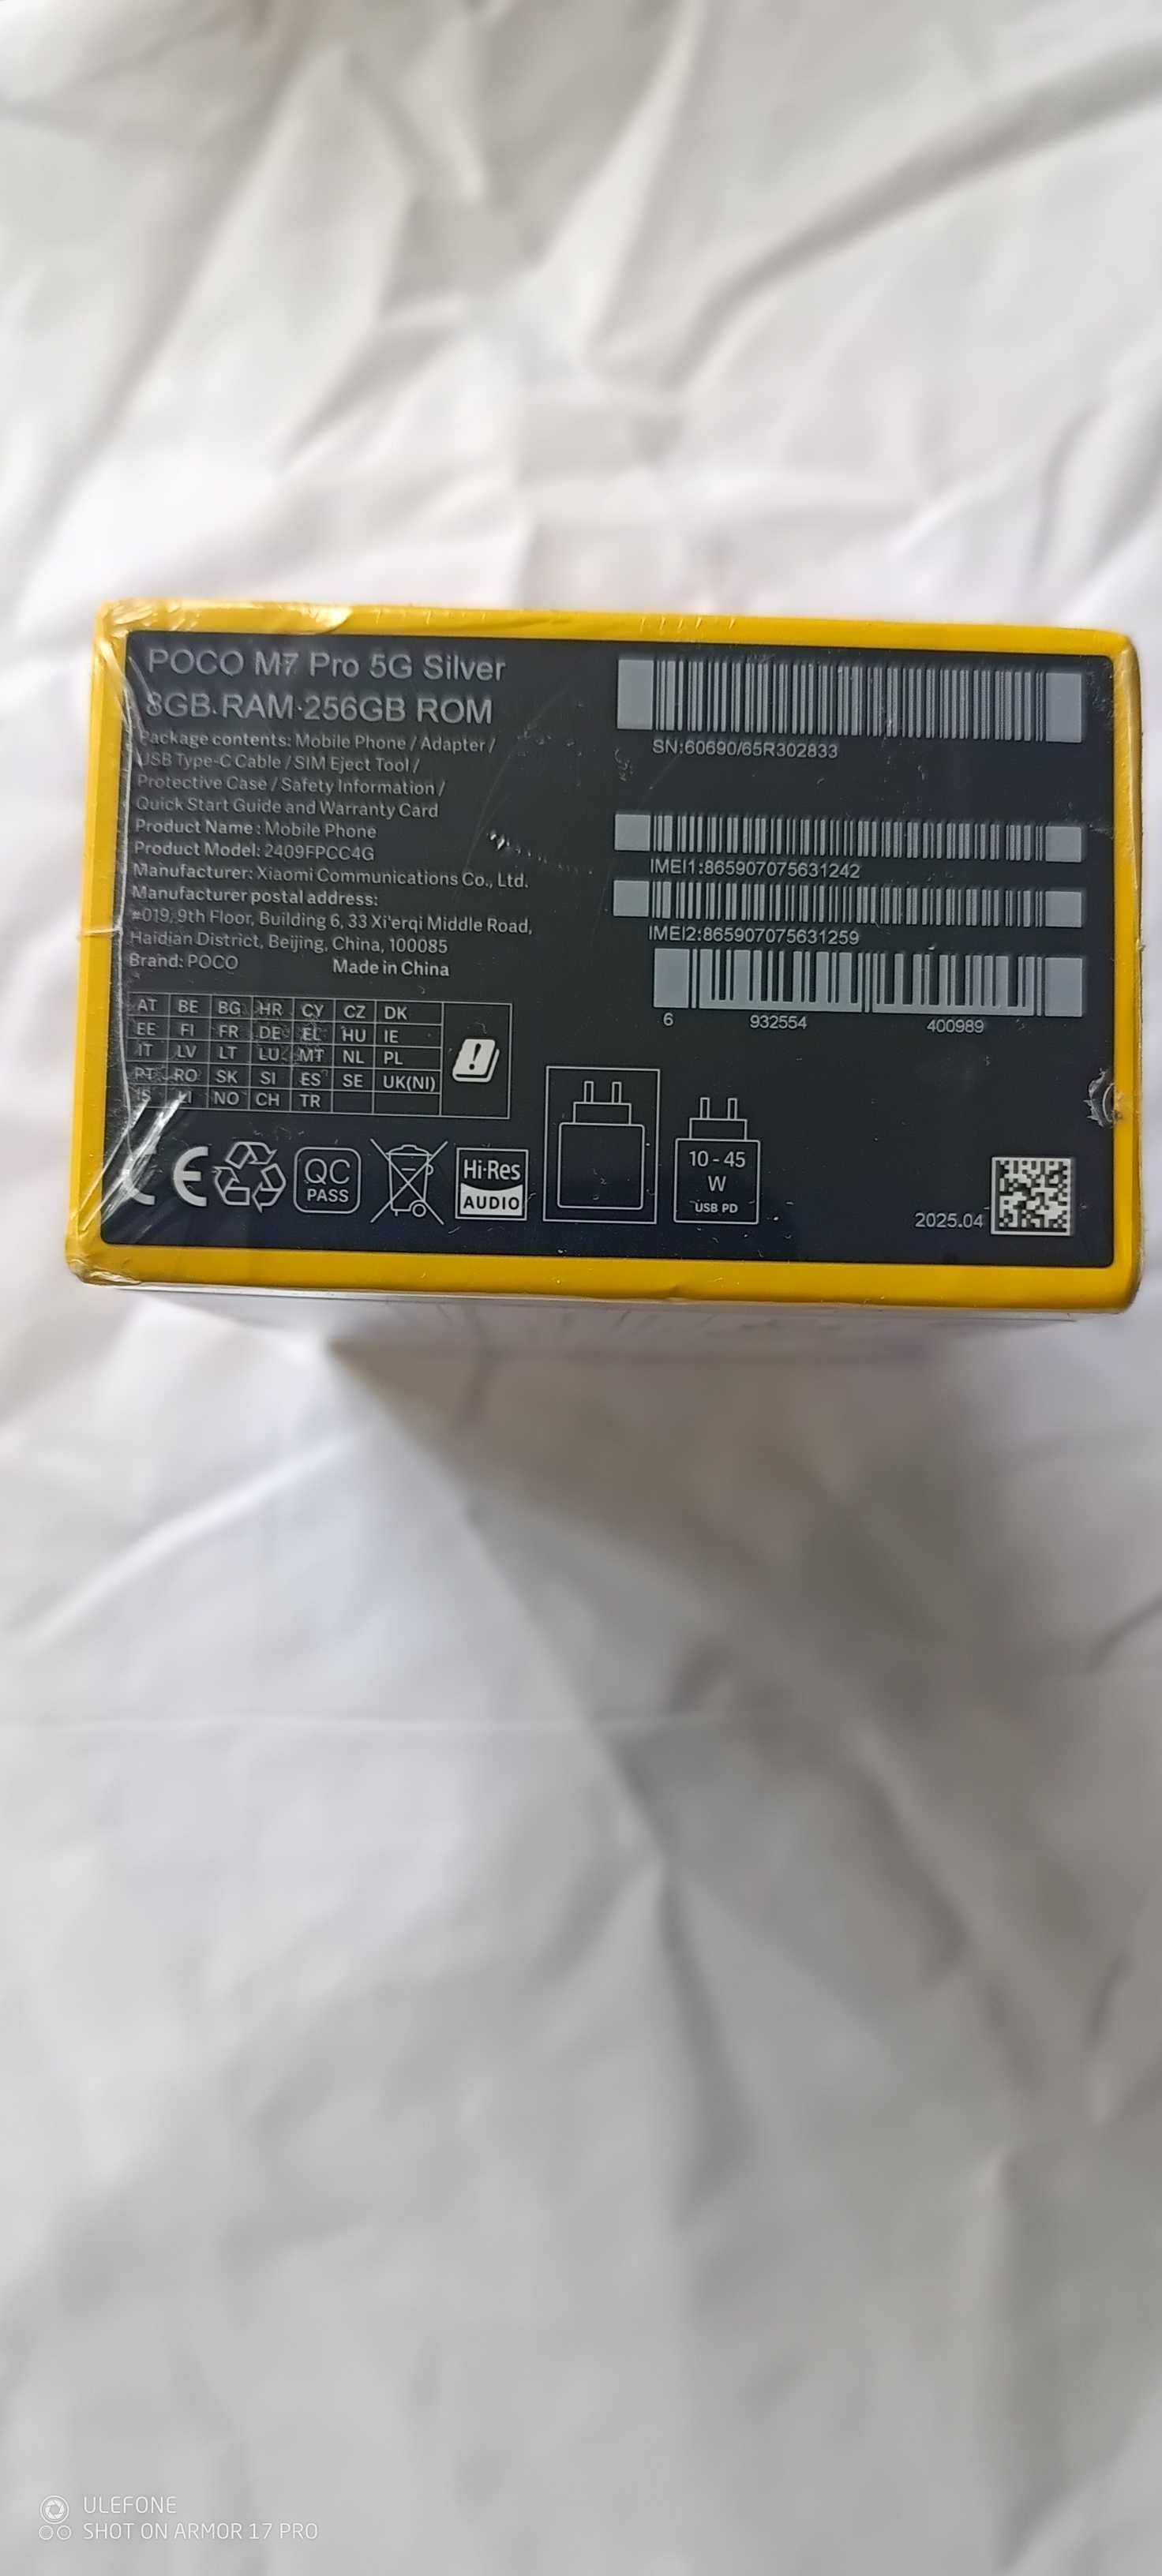 POCO M7 Pro 5G Silver
8GB RAM 256GB ROM
Package contents: Mobile Phone / Adapter /
USB Type-C Cable / SIM Eject Tool /
Protective Case / Safety Information /
Quick Start Guide and Warranty Card
Product Name : Mobile Phone
Product Model: 2409FPCC4G
Manufacturer: Xiaomi Communications Co., Ltd.
Manufacturer postal address:
#019, 9th Floor, Building 6, 33 Xi'erqi Middle Road,
Haidian District, Beijing, China, 100085
Brand: POCO Made in China
AT BE BG HR CY CZ DK
EE FI FR DE EL HU IE
IT LV LT LU MT NL PL
PT RO SK SI ES SE UK(NI)
IS LI NO CH TR
!
CE
QC
PASS
Hi-Res
AUDIO
10 - 45
W
USB PD
SN:60690/65R302833
IMEI1:865907075631242
IMEI2:865907075631259
6 932554 400989
2025.04
ULEFONE
SHOT ON ARMOR 17 PRO